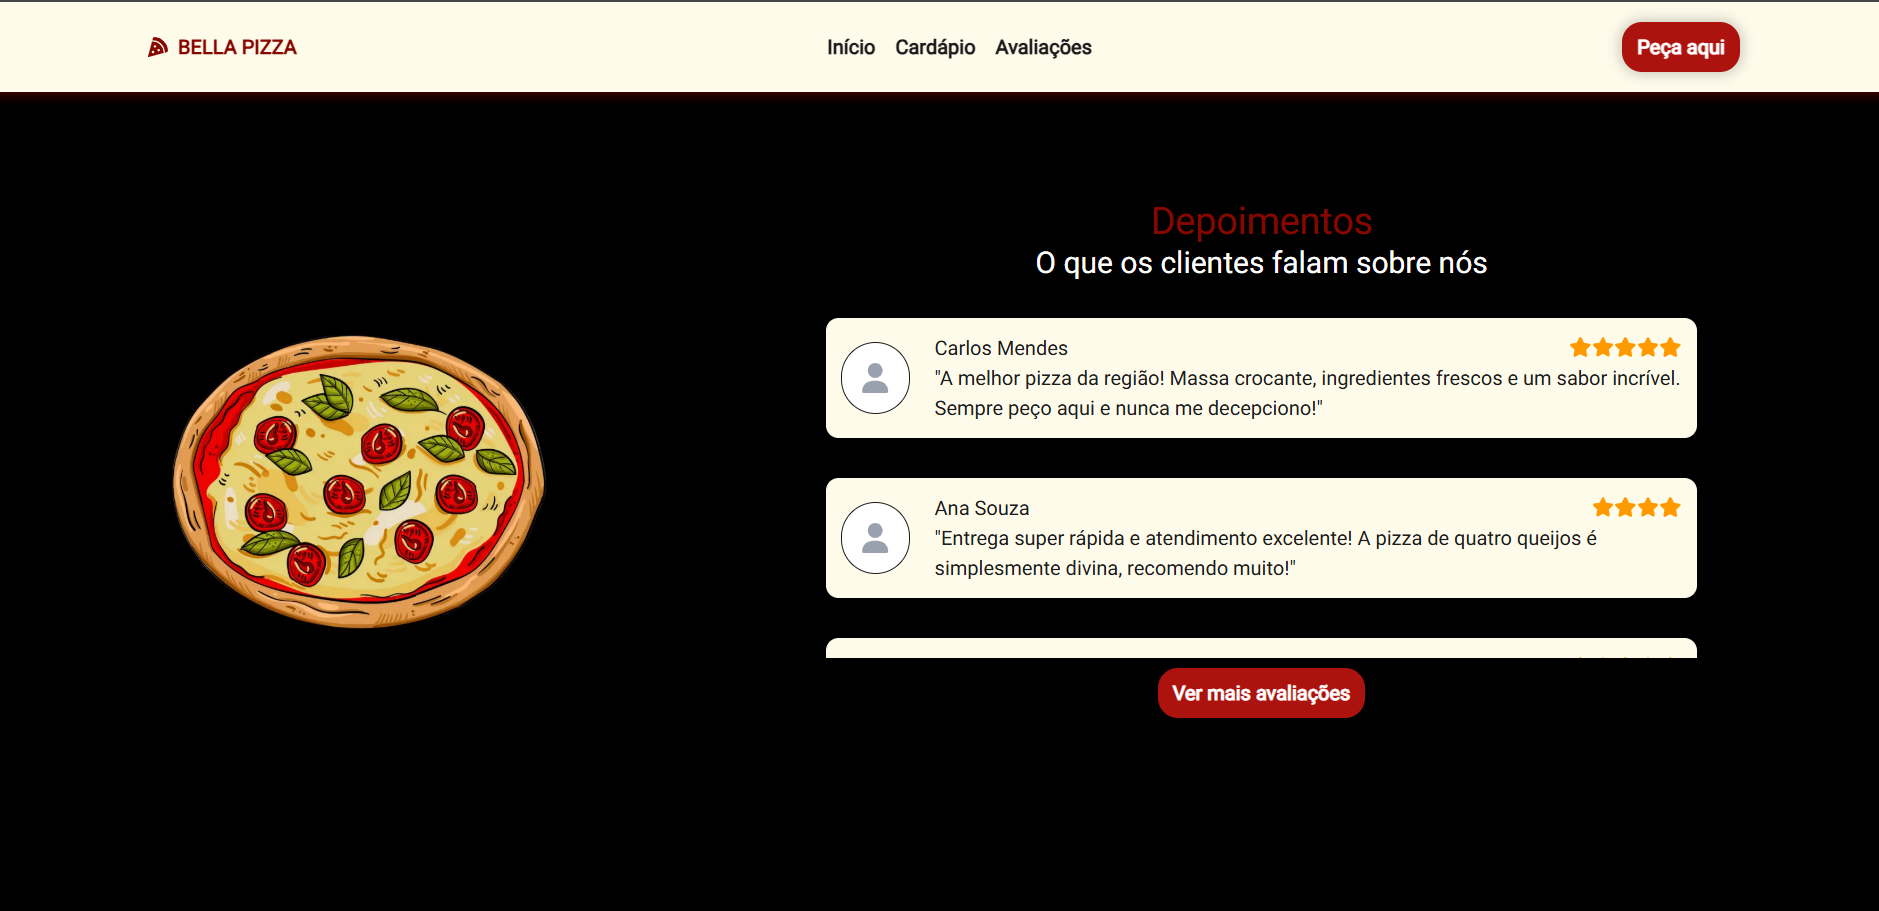 BELLA PIZZA
Início Cardápio Avaliações
Peça aqui
Depoimentos
O que os clientes falam sobre nós
Carlos Mendes
"A melhor pizza da região! Massa crocante, ingredientes frescos e um sabor incrível.
Sempre peço aqui e nunca me decepciono!"
Ana Souza
"Entrega super rápida e atendimento excelente! A pizza de quatro queijos é
simplesmente divina, recomendo muito!"
Ver mais avaliações